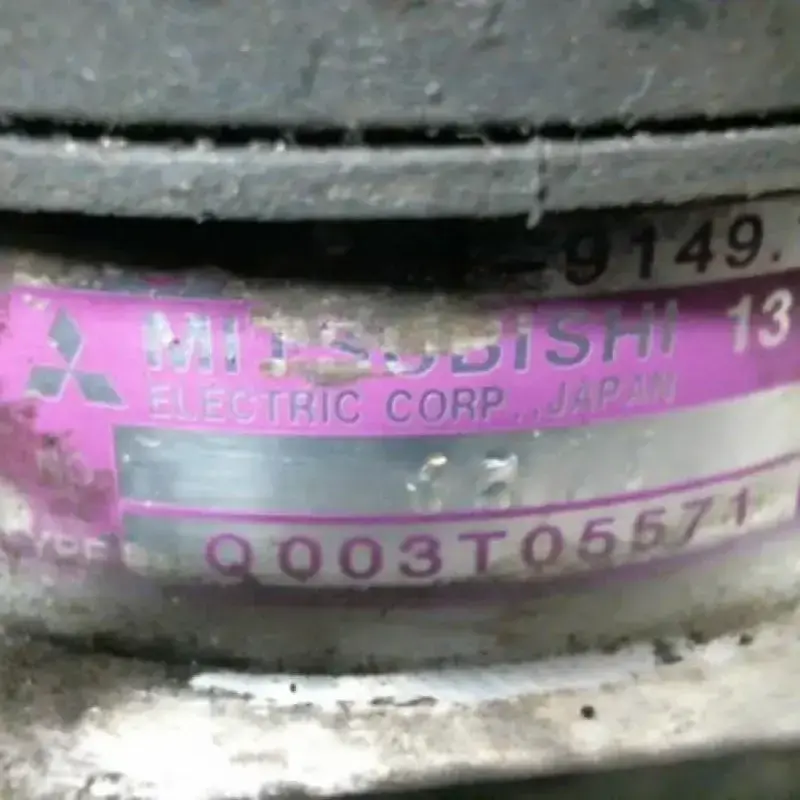 -9149.
MITSUBISHI 13
ELECTRIC CORP., JAPAN
Q003T05571